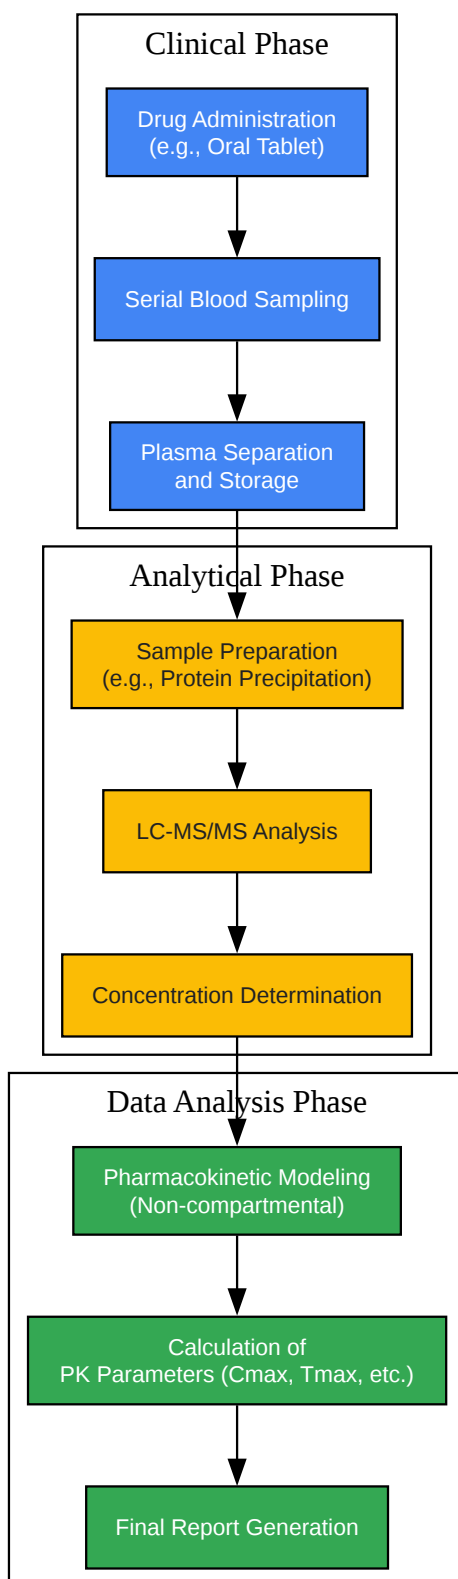 Clinical Phase
Drug Administration
(e.g., Oral Tablet)
Serial Blood Sampling
Plasma Separation
and Storage
Analytical Phase
Sample Preparation
(e.g., Protein Precipitation)
LC-MS/MS Analysis
Concentration Determination
Data Analysis Phase
Pharmacokinetic Modeling
(Non-compartmental)
Calculation of
PK Parameters (Cmax, Tmax, etc.)
Final Report Generation